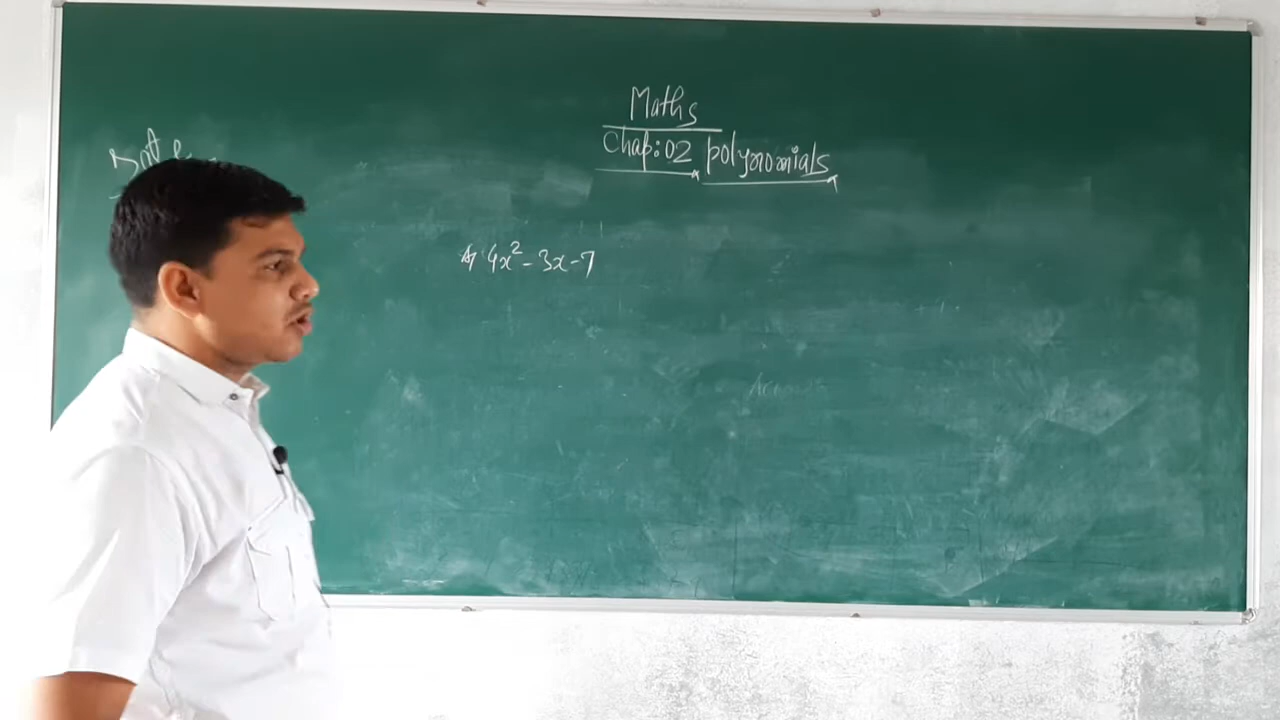 Maths
Chap:02 polynomials
4x² - 3x - 7